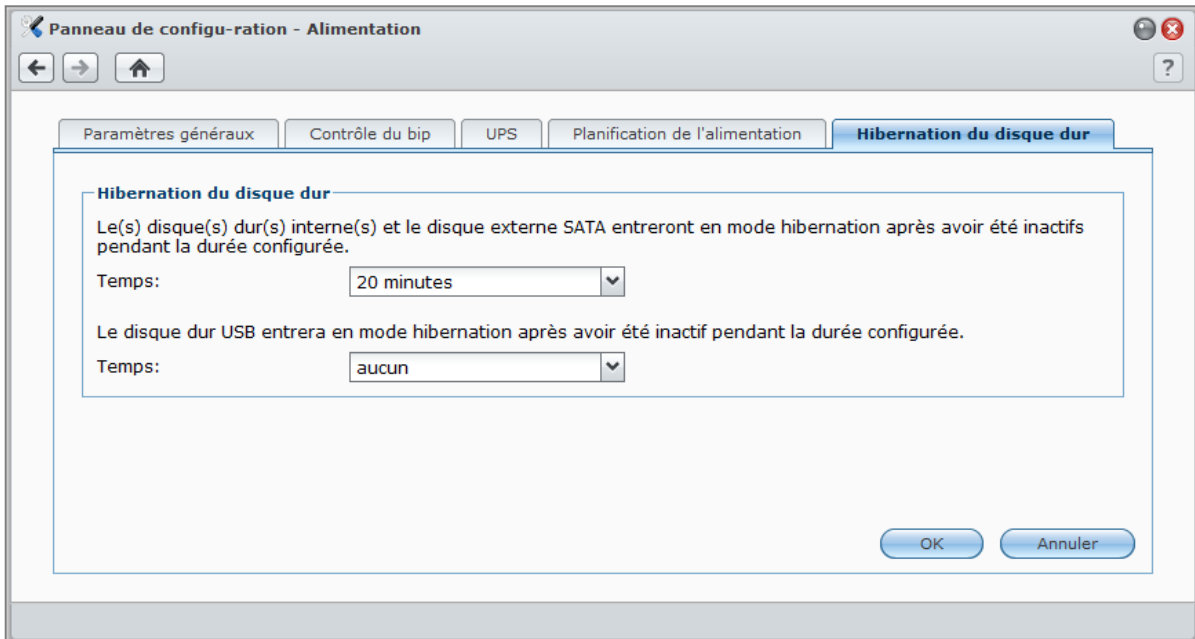 Panneau de configu-ration - Alimentation
?
Paramètres généraux
Contrôle du bip
UPS
Planification de l'alimentation
Hibernation du disque dur
Hibernation du disque dur
Le(s) disque(s) dur(s) interne(s) et le disque externe SATA entreront en mode hibernation après avoir été inactifs
pendant la durée configurée.
Temps:
20 minutes
Le disque dur USB entrera en mode hibernation après avoir été inactif pendant la durée configurée.
Temps:
aucun
OK
Annuler